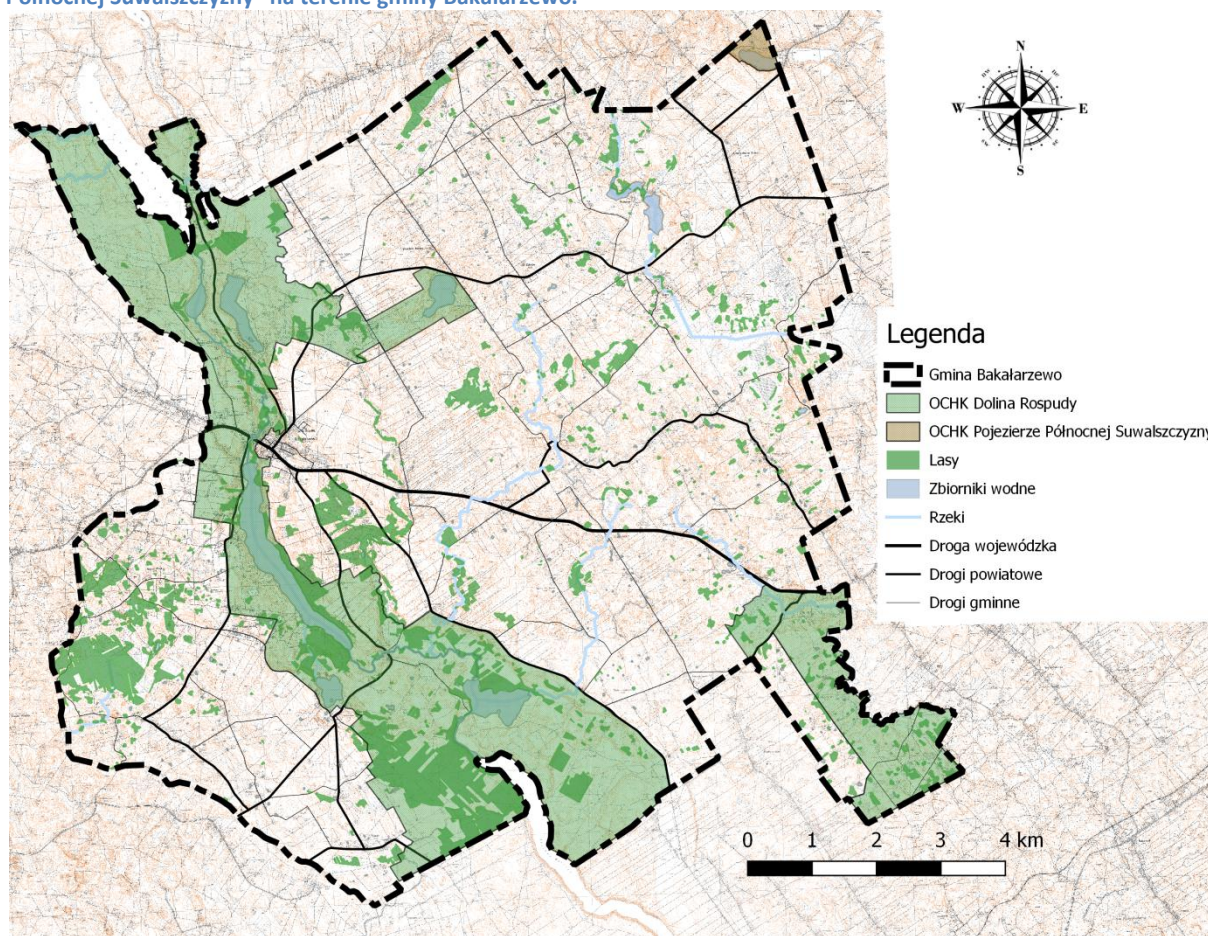 Północnej Suwalszczyzny" na terenie gminy Bakałarzewo.
N
W
E
S
Legenda
Gmina Bakałarzewo
OCHK Dolina Rospudy
OCHK Pojezierze Północnej Suwalszczyzny
Lasy
Zbiorniki wodne
Rzeki
Droga wojewódzka
Drogi powiatowe
Drogi gminne
0 1 2 3 4 km